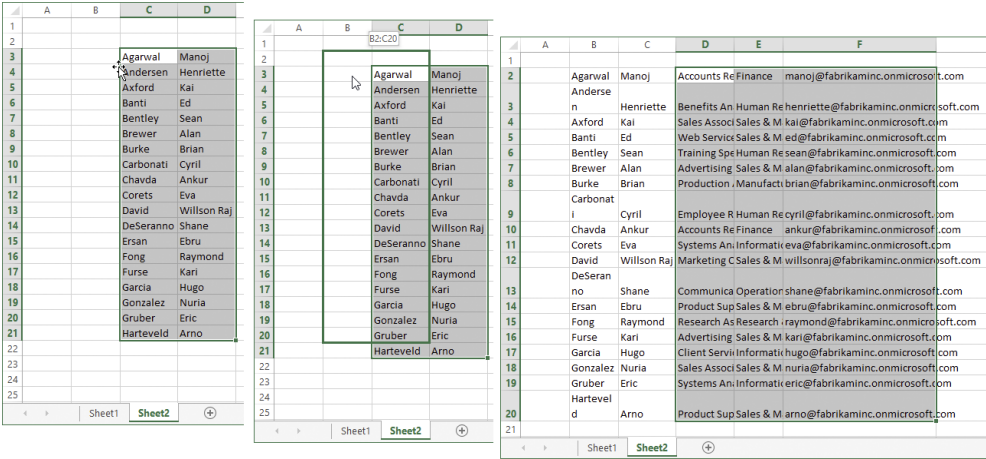 A B C D
1
2
3 Agarwal Manoj
4 Andersen Henriette
5 Axford Kai
6 Banti Ed
7 Bentley Sean
8 Brewer Alan
9 Burke Brian
10 Carbonati Cyril
11 Chavda Ankur
12 Corets Eva
13 David Willson Raj
14 DeSeranno Shane
15 Ersan Ebru
16 Fong Raymond
17 Furse Kari
18 Garcia Hugo
19 Gonzalez Nuria
20 Gruber Eric
21 Harteveld Arno
22
23
24
25
Sheet1 Sheet2
A B C D
B2:C20
1
2
3 Agarwal Manoj
4 Andersen Henriette
5 Axford Kai
6 Banti Ed
7 Bentley Sean
8 Brewer Alan
9 Burke Brian
10 Carbonati Cyril
11 Chavda Ankur
12 Corets Eva
13 David Willson Raj
14 DeSeranno Shane
15 Ersan Ebru
16 Fong Raymond
17 Furse Kari
18 Garcia Hugo
19 Gonzalez Nuria
20 Gruber Eric
21 Harteveld Arno
22
23
24
25
Sheet1 Sheet2
A B C D E F
1
2 Agarwal Manoj Accounts Re Finance manoj@fabrikaminc.onmicrosoft.com
Anderse
3 n Henriette Benefits An Human Re henriette@fabrikaminc.onmicrosoft.com
4 Axford Kai Sales Associ Sales & M kai@fabrikaminc.onmicrosoft.com
5 Banti Ed Web Service Sales & M ed@fabrikaminc.onmicrosoft.com
6 Bentley Sean Training Spe Human Re sean@fabrikaminc.onmicrosoft.com
7 Brewer Alan Advertising Sales & M alan@fabrikaminc.onmicrosoft.com
8 Burke Brian Production Manufactu brian@fabrikaminc.onmicrosoft.com
Carbonat
9 i Cyril Employee R Human Re cyril@fabrikaminc.onmicrosoft.com
10 Chavda Ankur Accounts Re Finance ankur@fabrikaminc.onmicrosoft.com
11 Corets Eva Systems Ana Informatio eva@fabrikaminc.onmicrosoft.com
12 David Willson Raj Marketing C Sales & M willsonraj@fabrikaminc.onmicrosoft.com
DeSeran
13 no Shane Communica Operation shane@fabrikaminc.onmicrosoft.com
14 Ersan Ebru Product Sup Sales & M ebru@fabrikaminc.onmicrosoft.com
15 Fong Raymond Research As Research raymond@fabrikaminc.onmicrosoft.com
16 Furse Kari Advertising Sales & M kari@fabrikaminc.onmicrosoft.com
17 Garcia Hugo Client Servi Informatio hugo@fabrikaminc.onmicrosoft.com
18 Gonzalez Nuria Sales Associ Sales & M nuria@fabrikaminc.onmicrosoft.com
19 Gruber Eric Systems Ana Informatio eric@fabrikaminc.onmicrosoft.com
Hartevel
20 d Arno Product Sup Sales & M arno@fabrikaminc.onmicrosoft.com
21
Sheet1 Sheet2